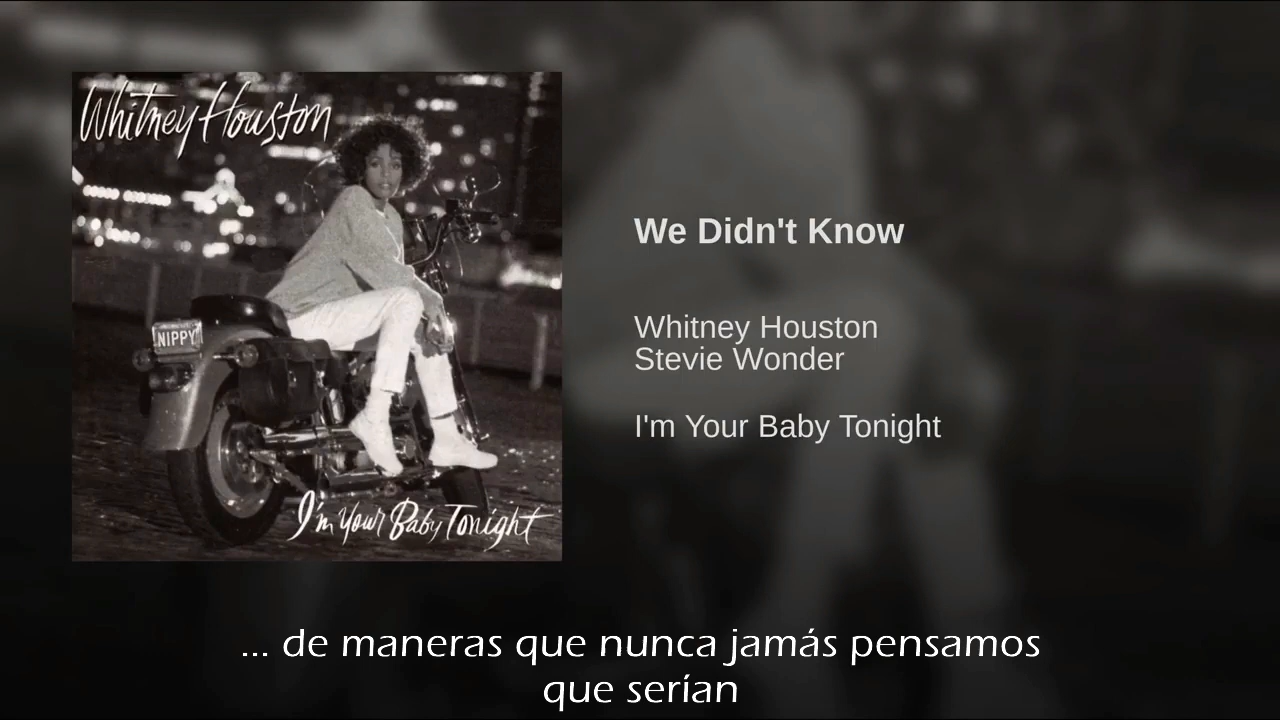 Whitney Houston
NIPPY
I'm Your Baby Tonight
We Didn't Know
Whitney Houston
Stevie Wonder
I'm Your Baby Tonight
... de maneras que nunca jamás pensamos
que serían